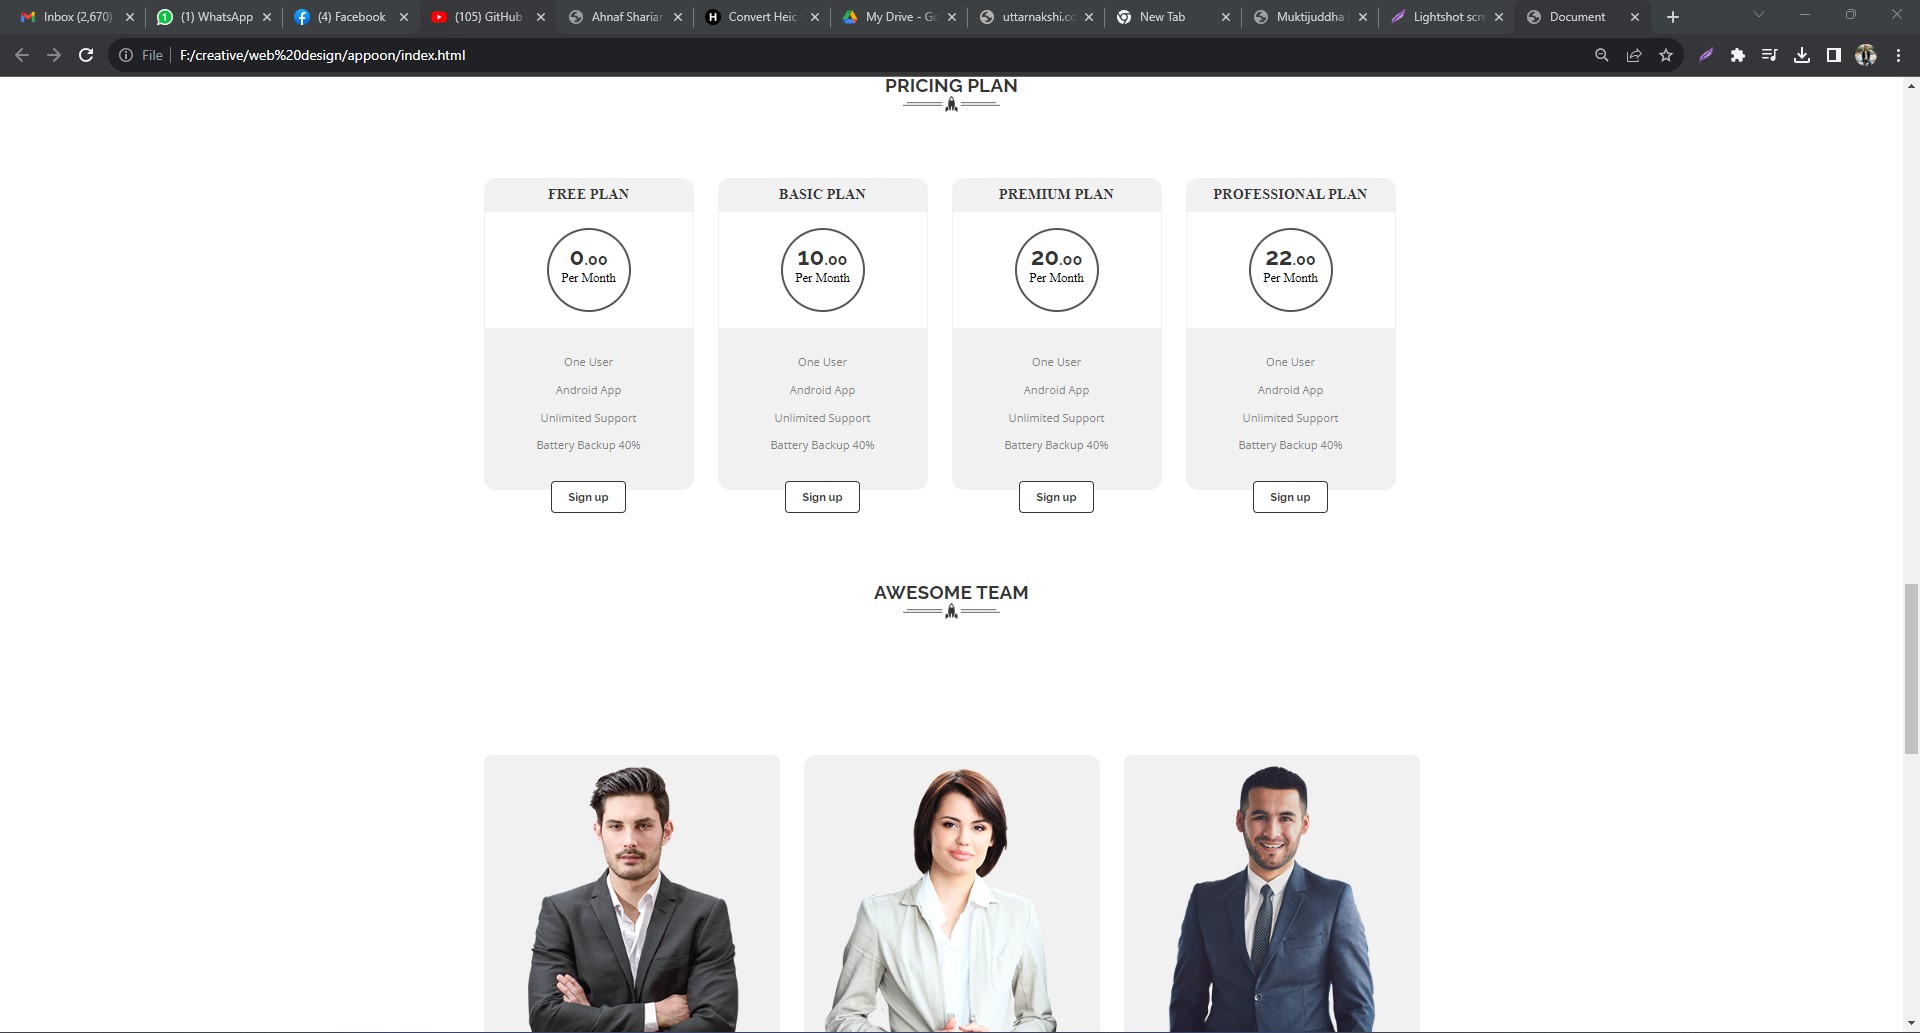 Inbox (2,670)
(1) WhatsApp
(4) Facebook
(105) GitHub
Ahnaf Shariar
Convert Heic
My Drive - Go
uttarnakshi.co
New Tab
Muktijuddha
Lightshot scre
Document
File F:/creative/web%20design/appoon/index.html
PRICING PLAN
FREE PLAN BASIC PLAN PREMIUM PLAN PROFESSIONAL PLAN
0.00 10.00 20.00 22.00
Per Month Per Month Per Month Per Month
One User One User One User One User
Android App Android App Android App Android App
Unlimited Support Unlimited Support Unlimited Support Unlimited Support
Battery Backup 40% Battery Backup 40% Battery Backup 40% Battery Backup 40%
Sign up Sign up Sign up Sign up
AWESOME TEAM